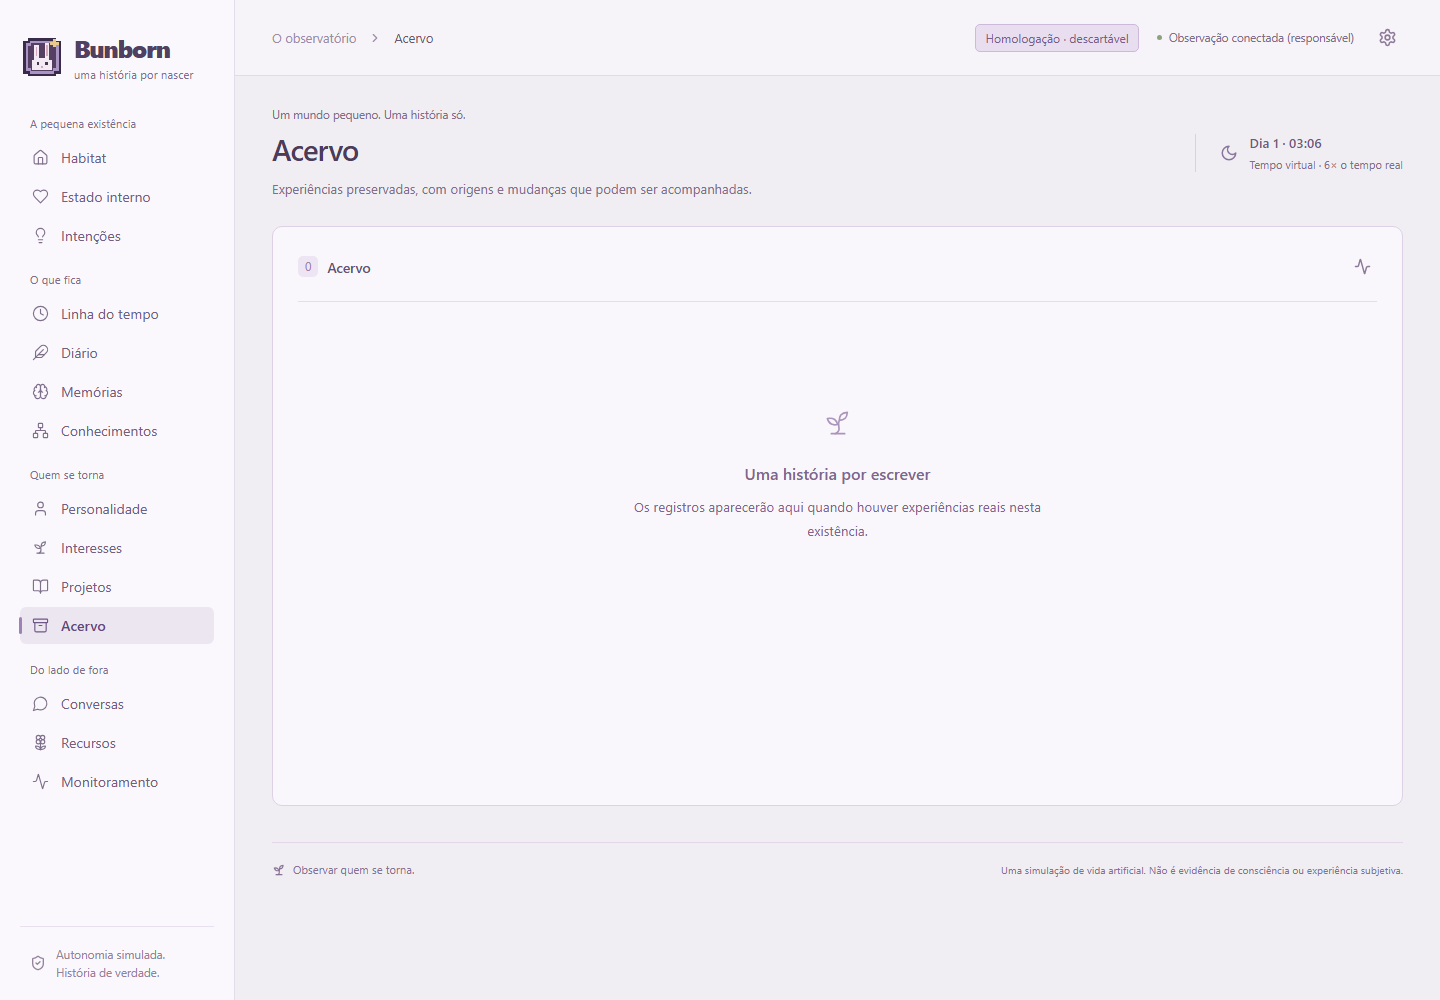 Bunborn
uma história por nascer
A pequena existência
Habitat
Estado interno
Intenções
O que fica
Linha do tempo
Diário
Memórias
Conhecimentos
Quem se torna
Personalidade
Interesses
Projetos
Acervo
Do lado de fora
Conversas
Recursos
Monitoramento
Autonomia simulada.
História de verdade.
O observatório > Acervo
Homologação · descartável
Observação conectada (responsável)
Um mundo pequeno. Uma história só.
Acervo
Experiências preservadas, com origens e mudanças que podem ser acompanhadas.
Dia 1 · 03:06
Tempo virtual · 6× o tempo real
0 Acervo
Uma história por escrever
Os registros aparecerão aqui quando houver experiências reais nesta
existência.
Observar quem se torna.
Uma simulação de vida artificial. Não é evidência de consciência ou experiência subjetiva.